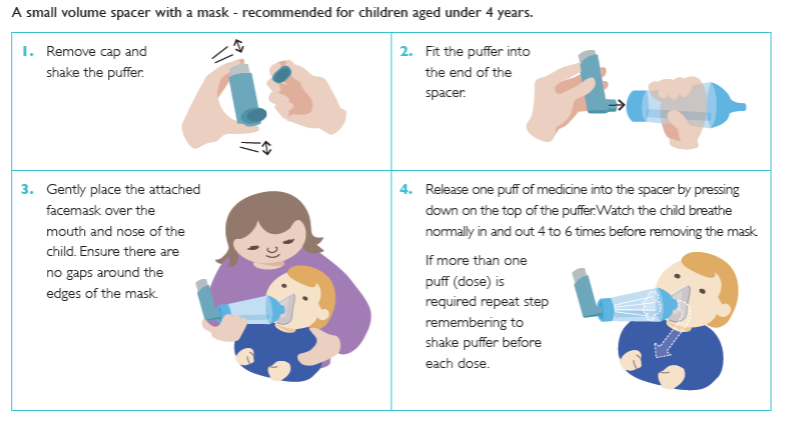 A small volume spacer with a mask - recommended for children aged under 4 years.
1. Remove cap and
shake the puffer.
2. Fit the puffer into
the end of the
spacer.
3. Gently place the attached
facemask over the
mouth and nose of the
child. Ensure there are
no gaps around the
edges of the mask.
4. Release one puff of medicine into the spacer by pressing
down on the top of the puffer.Watch the child breathe
normally in and out 4 to 6 times before removing the mask.
If more than one
puff (dose) is
required repeat step
remembering to
shake puffer before
each dose.